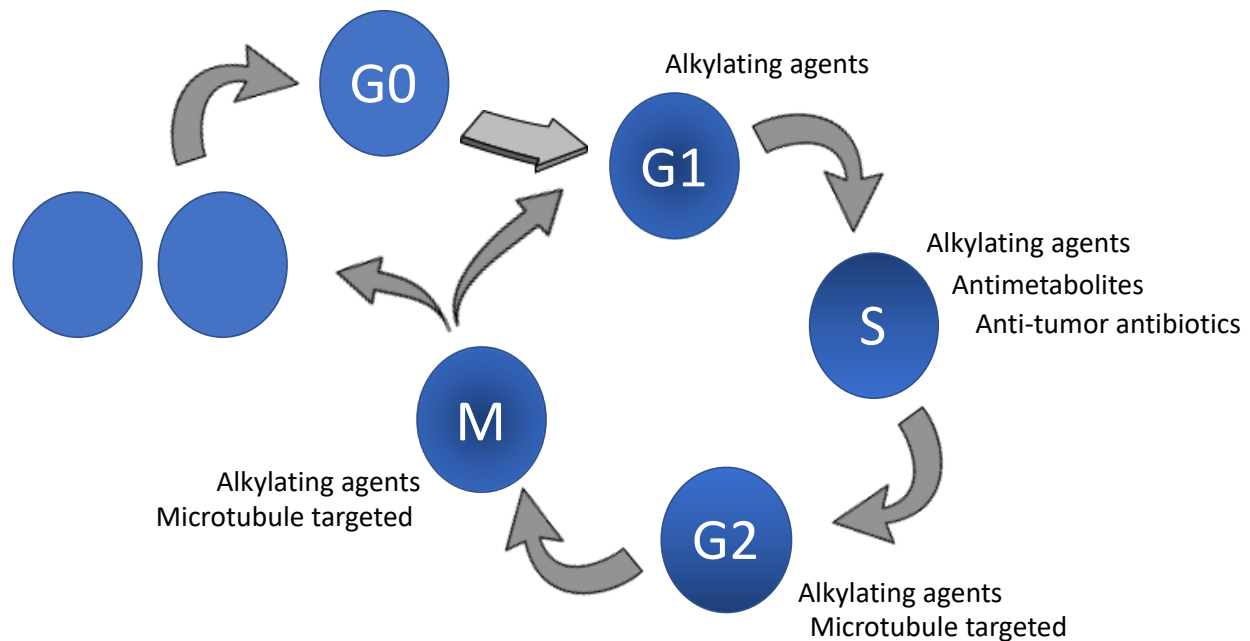 G0
Alkylating agents
G1
Alkylating agents
Antimetabolites
Anti-tumor antibiotics
S
M
Alkylating agents
Microtubule targeted
G2
Alkylating agents
Microtubule targeted